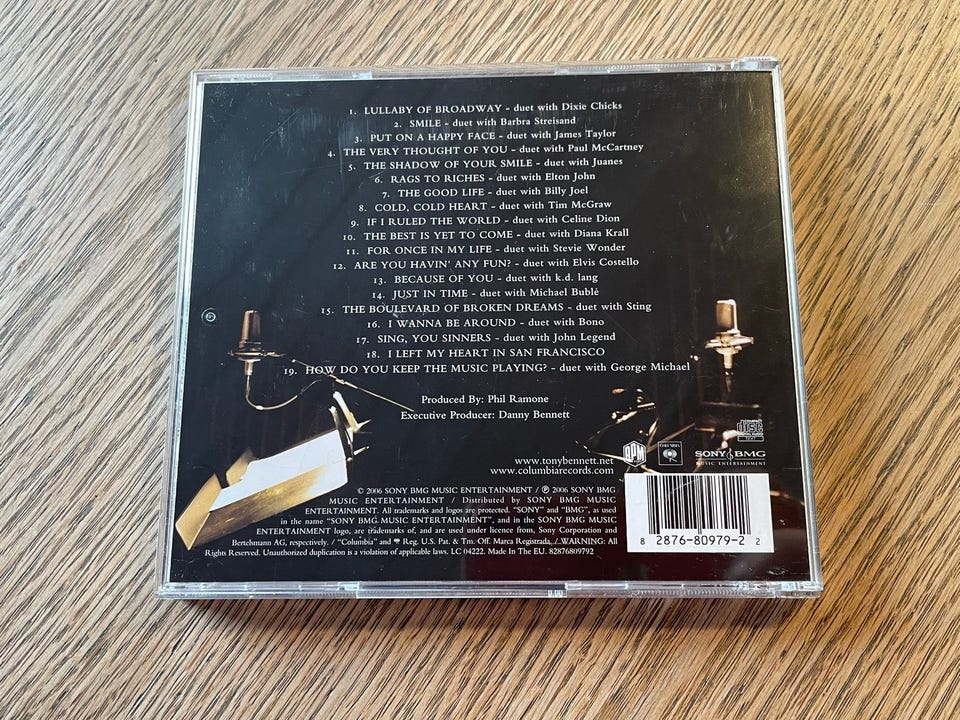 1. LULLABY OF BROADWAY - duet with Dixie Chicks
2. SMILE - duet with Barbra Streisand
3. PUT ON A HAPPY FACE - duet with James Taylor
4. THE VERY THOUGHT OF YOU - duet with Paul McCartney
5. THE SHADOW OF YOUR SMILE - duet with Juanes
6. RAGS TO RICHES - duet with Elton John
7. THE GOOD LIFE - duet with Billy Joel
8. COLD, COLD HEART - duet with Tim McGraw
9. IF I RULED THE WORLD - duet with Celine Dion
10. THE BEST IS YET TO COME - duet with Diana Krall
11. FOR ONCE IN MY LIFE - duet with Stevie Wonder
12. ARE YOU HAVIN' ANY FUN? - duet with Elvis Costello
13. BECAUSE OF YOU - duet with k.d. lang
14. JUST IN TIME - duet with Michael Bublé
15. THE BOULEVARD OF BROKEN DREAMS - duet with Sting
16. I WANNA BE AROUND - duet with Bono
17. SING, YOU SINNERS - duet with John Legend
18. I LEFT MY HEART IN SAN FRANCISCO
19. HOW DO YOU KEEP THE MUSIC PLAYING? - duet with George Michael
Produced By: Phil Ramone
Executive Producer: Danny Bennett
www.tonybennett.net
www.columbiarecords.com
RPM
COLUMBIA
SONY BMG
MUSIC ENTERTAINMENT
disc
© 2006 SONY BMG MUSIC ENTERTAINMENT / ℗ 2006 SONY BMG
MUSIC ENTERTAINMENT / Distributed by SONY BMG MUSIC
ENTERTAINMENT. All trademarks and logos are protected. "SONY" and "BMG", as used
in the name "SONY BMG MUSIC ENTERTAINMENT", and in the SONY BMG MUSIC
ENTERTAINMENT logo, are trademarks of, and are used under licence from, Sony Corporation and
Bertelsmann AG, respectively. / "Columbia" and Reg. U.S. Pat. & Tm. Off. Marca Registrada. / WARNING: All
Rights Reserved. Unauthorized duplication is a violation of applicable laws. LC 04222. Made In The EU. 82876809792
8 2876-80979-2 2